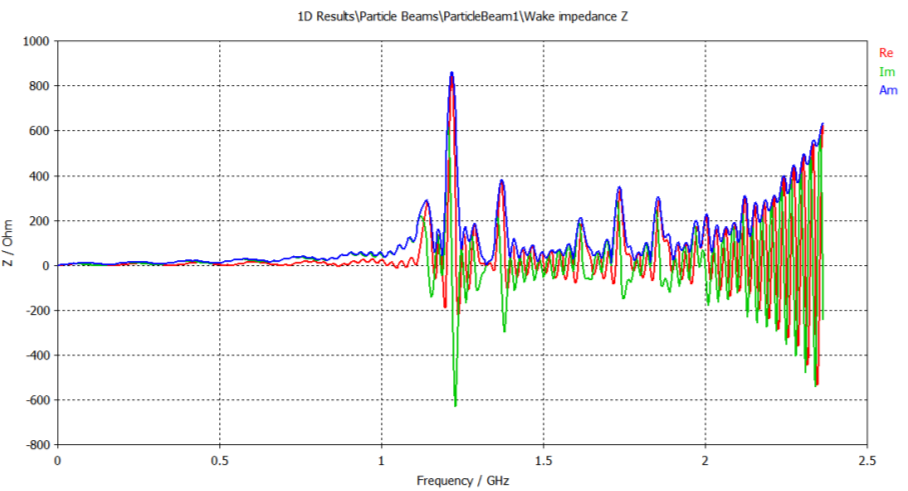 1D Results\Particle Beams\ParticleBeam1\Wake impedance Z
1000
800
600
400
200
0
-200
-400
-600
-800
Z / Ohm
0 0.5 1 1.5 2 2.5
Frequency / GHz
Re
Im
Am